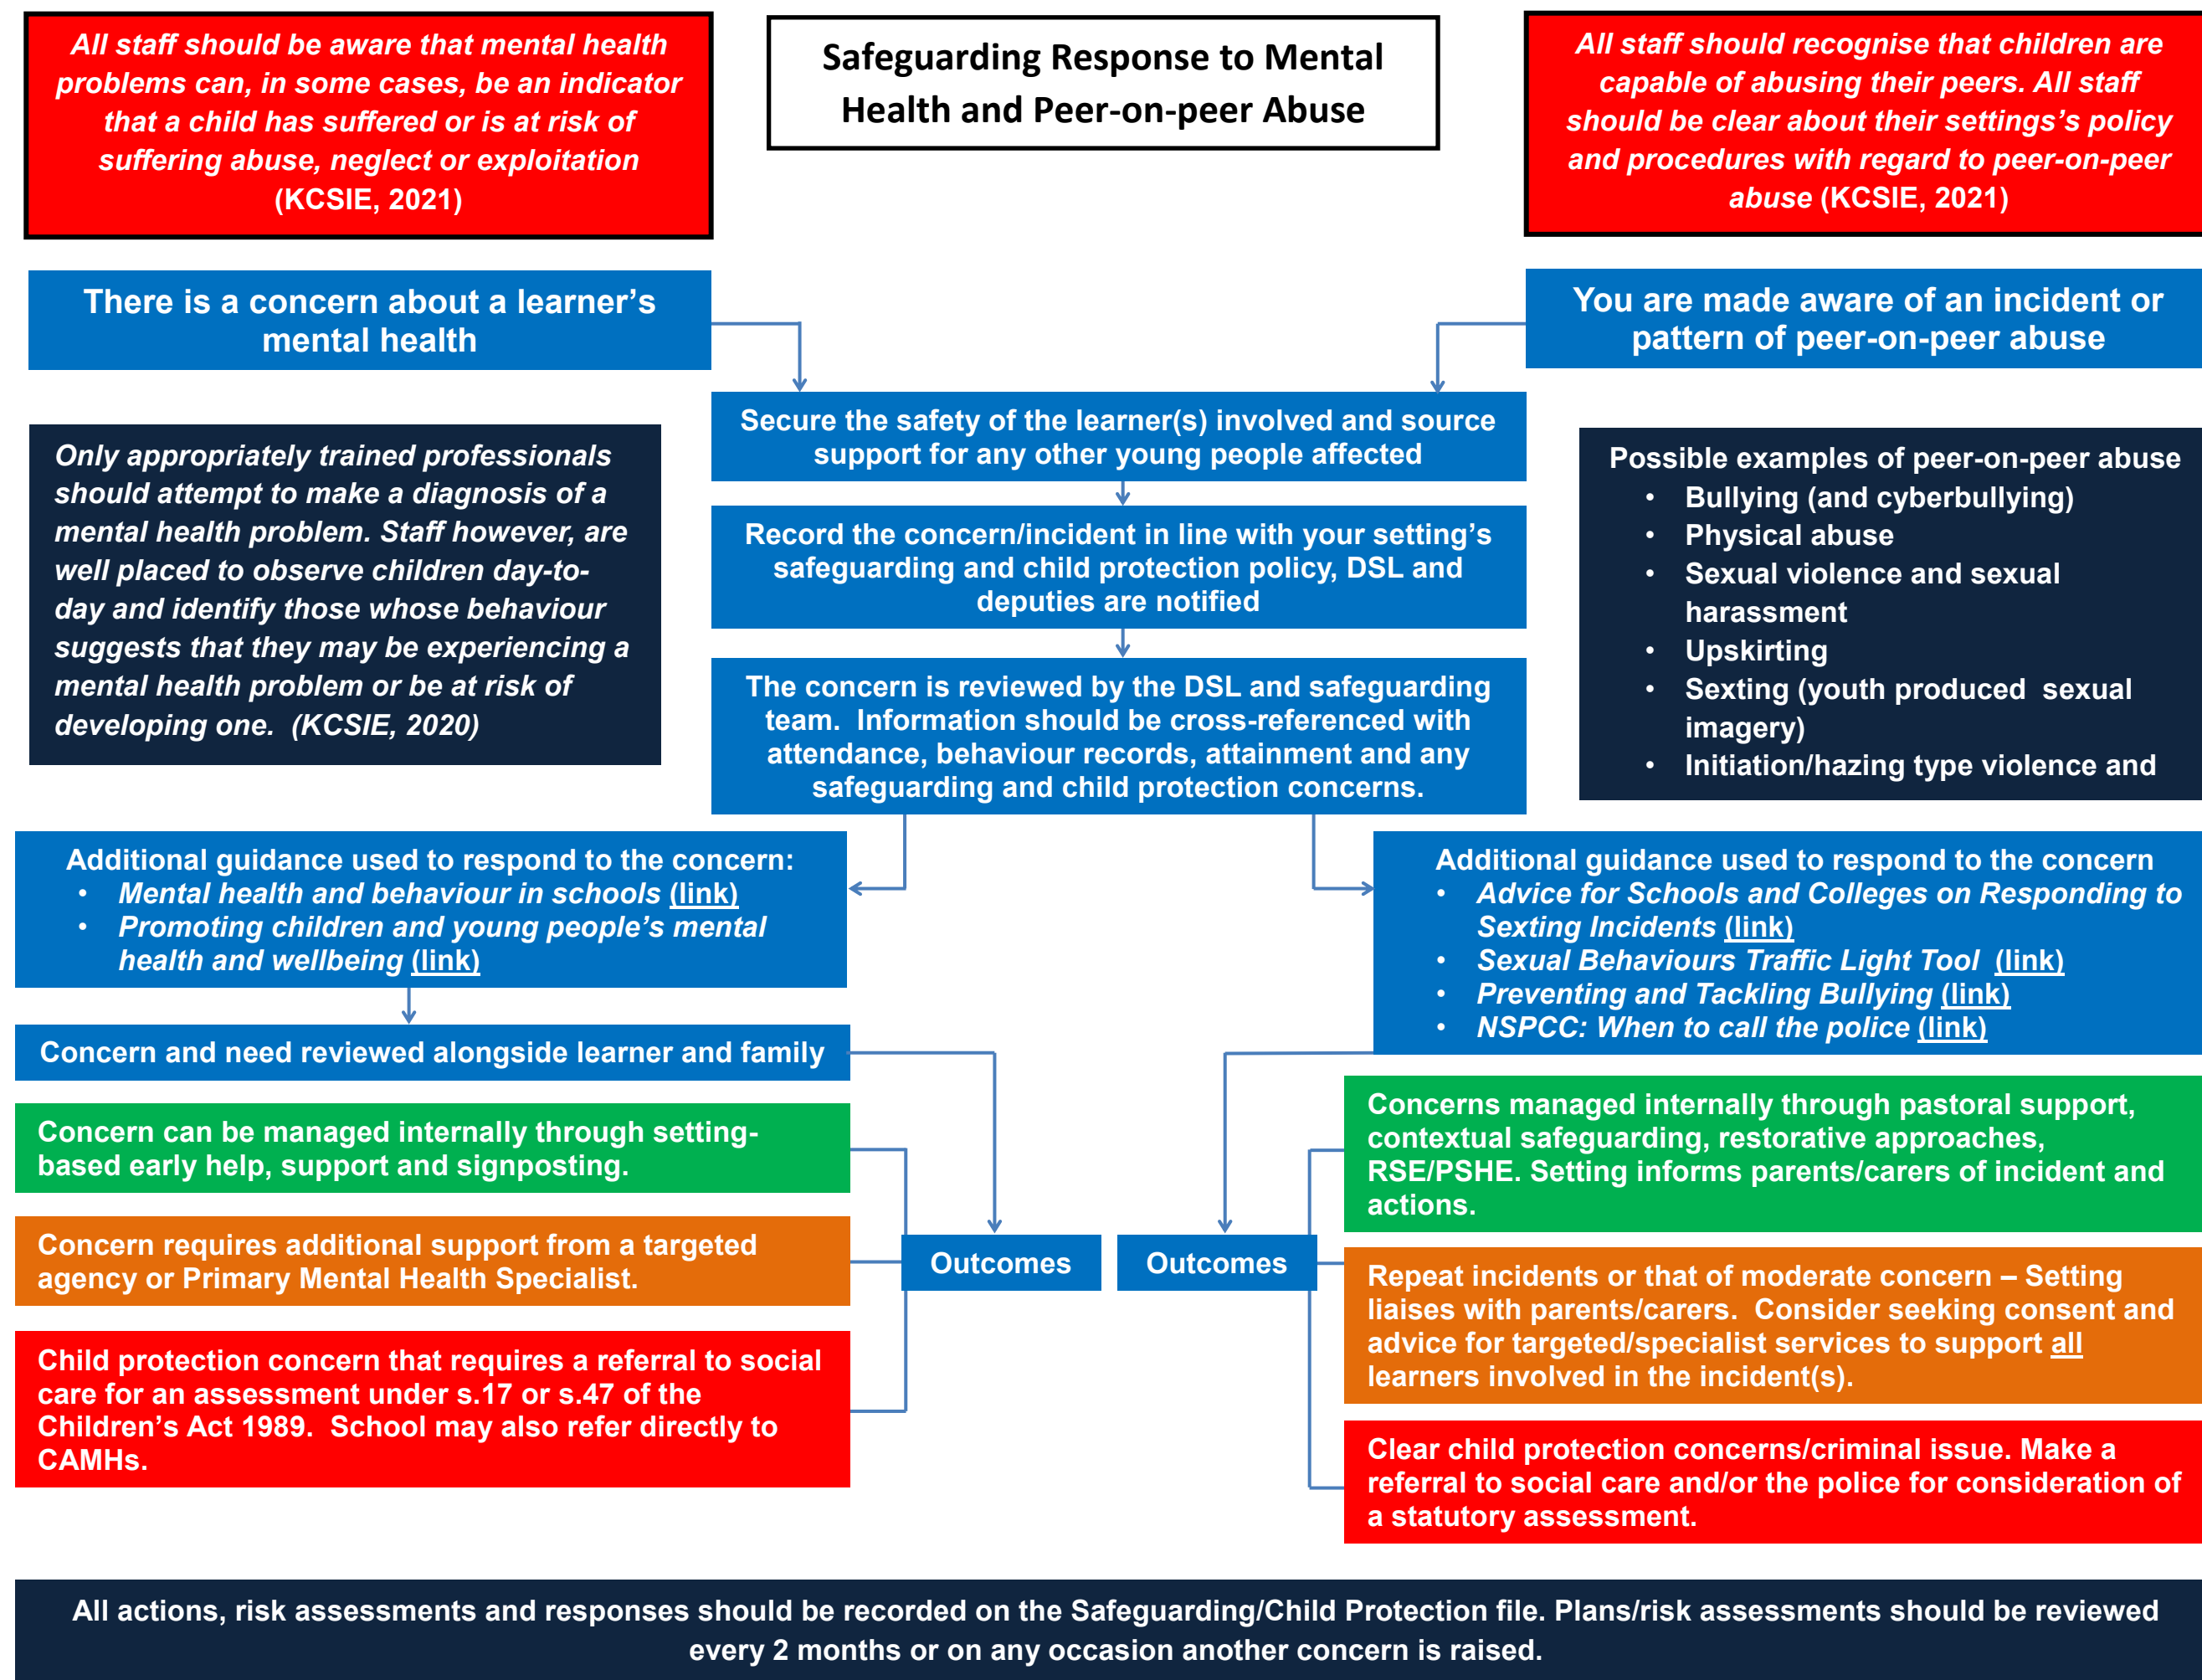 All staff should be aware that mental health
problems can, in some cases, be an indicator
that a child has suffered or is at risk of
suffering abuse, neglect or exploitation
(KCSIE, 2021)
Safeguarding Response to Mental
Health and Peer-on-peer Abuse
All staff should recognise that children are
capable of abusing their peers. All staff
should be clear about their settings's policy
and procedures with regard to peer-on-peer
abuse (KCSIE, 2021)
There is a concern about a learner's
mental health
You are made aware of an incident or
pattern of peer-on-peer abuse
Secure the safety of the learner(s) involved and source
support for any other young people affected
Only appropriately trained professionals
should attempt to make a diagnosis of a
mental health problem. Staff however, are
well placed to observe children day-to-
day and identify those whose behaviour
suggests that they may be experiencing a
mental health problem or be at risk of
developing one.  (KCSIE, 2020)
Record the concern/incident in line with your setting's
safeguarding and child protection policy, DSL and
deputies are notified
The concern is reviewed by the DSL and safeguarding
team.  Information should be cross-referenced with
attendance, behaviour records, attainment and any
safeguarding and child protection concerns.
Possible examples of peer-on-peer abuse
• Bullying (and cyberbullying)
• Physical abuse
• Sexual violence and sexual
harassment
• Upskirting
• Sexting (youth produced  sexual
imagery)
• Initiation/hazing type violence and
Additional guidance used to respond to the concern:
• Mental health and behaviour in schools (link)
• Promoting children and young people's mental
health and wellbeing (link)
Additional guidance used to respond to the concern
• Advice for Schools and Colleges on Responding to
Sexting Incidents (link)
• Sexual Behaviours Traffic Light Tool  (link)
• Preventing and Tackling Bullying (link)
• NSPCC: When to call the police (link)
Concern and need reviewed alongside learner and family
Concern can be managed internally through setting-
based early help, support and signposting.
Concern requires additional support from a targeted
agency or Primary Mental Health Specialist.
Child protection concern that requires a referral to social
care for an assessment under s.17 or s.47 of the
Children's Act 1989.  School may also refer directly to
CAMHs.
Outcomes
Outcomes
Concerns managed internally through pastoral support,
contextual safeguarding, restorative approaches,
RSE/PSHE. Setting informs parents/carers of incident and
actions.
Repeat incidents or that of moderate concern – Setting
liaises with parents/carers.  Consider seeking consent and
advice for targeted/specialist services to support all
learners involved in the incident(s).
Clear child protection concerns/criminal issue. Make a
referral to social care and/or the police for consideration of
a statutory assessment.
All actions, risk assessments and responses should be recorded on the Safeguarding/Child Protection file. Plans/risk assessments should be reviewed
every 2 months or on any occasion another concern is raised.